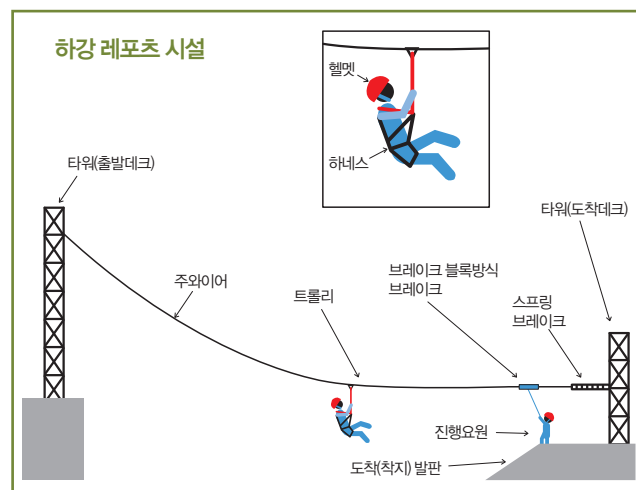 하강 레포츠 시설
헬멧
하네스
타워(출발데크)
타워(도착데크)
주와이어
트롤리
브레이크 블록방식
브레이크
스프링
브레이크
진행요원
도착(착지) 발판